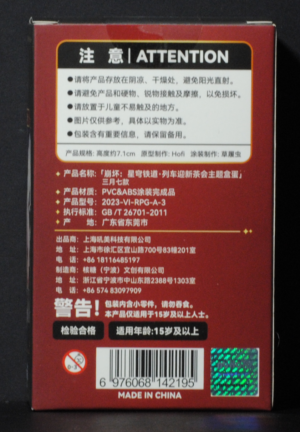 注 意 | ATTENTION
●请将产品存放在阴凉、干燥处，避免阳光直射。
●请避免产品和硬物、锐物接触及摩擦，以免损坏。
●请放置于儿童不易触及的地方。
●图片仅供参考，具体以实物为准。
●包装含有重要信息，请保留备用。
产品规格: 高度约7.1cm 原型制作: Hofi 涂装制作: 草履虫
产品名称: 「崩坏：星穹铁道-列车迎新茶会主题盒蛋」
三月七款
产品材质: PVC&ABS涂装完成品
产品型号: 2023-VI-RPG-A-3
执行标准: GB /T 26701-2011
产地: 广东省东莞市
出品商: 上海吼美科技有限公司
地 址: 上海市徐汇区宜山路700号83幢201室
电 话: +86 18116485197
制造商: 核糖（宁波）文创有限公司
地 址: 浙江省宁波市中山东路2388号1303室
电 话: +86 574 83097909
警告！包装内含小零件，请勿吞食。
本产品仅适用于15岁及以上人士。
检验合格 适用年龄:15岁及以上
0-3
6 976068 142195
MADE IN CHINA